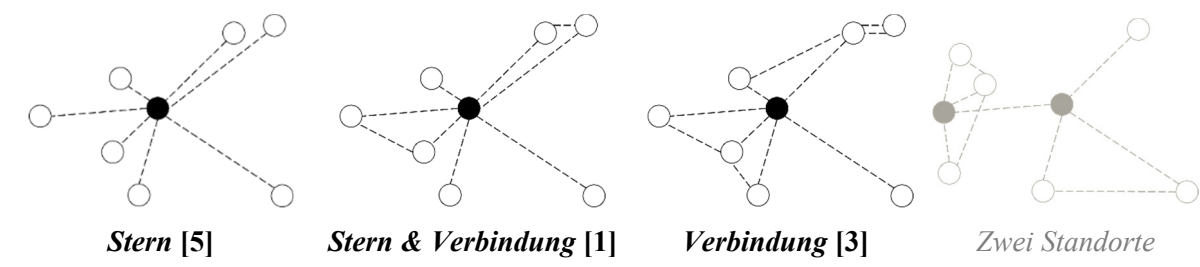 Stern [5]
Stern & Verbindung [1]
Verbindung [3]
Zwei Standorte